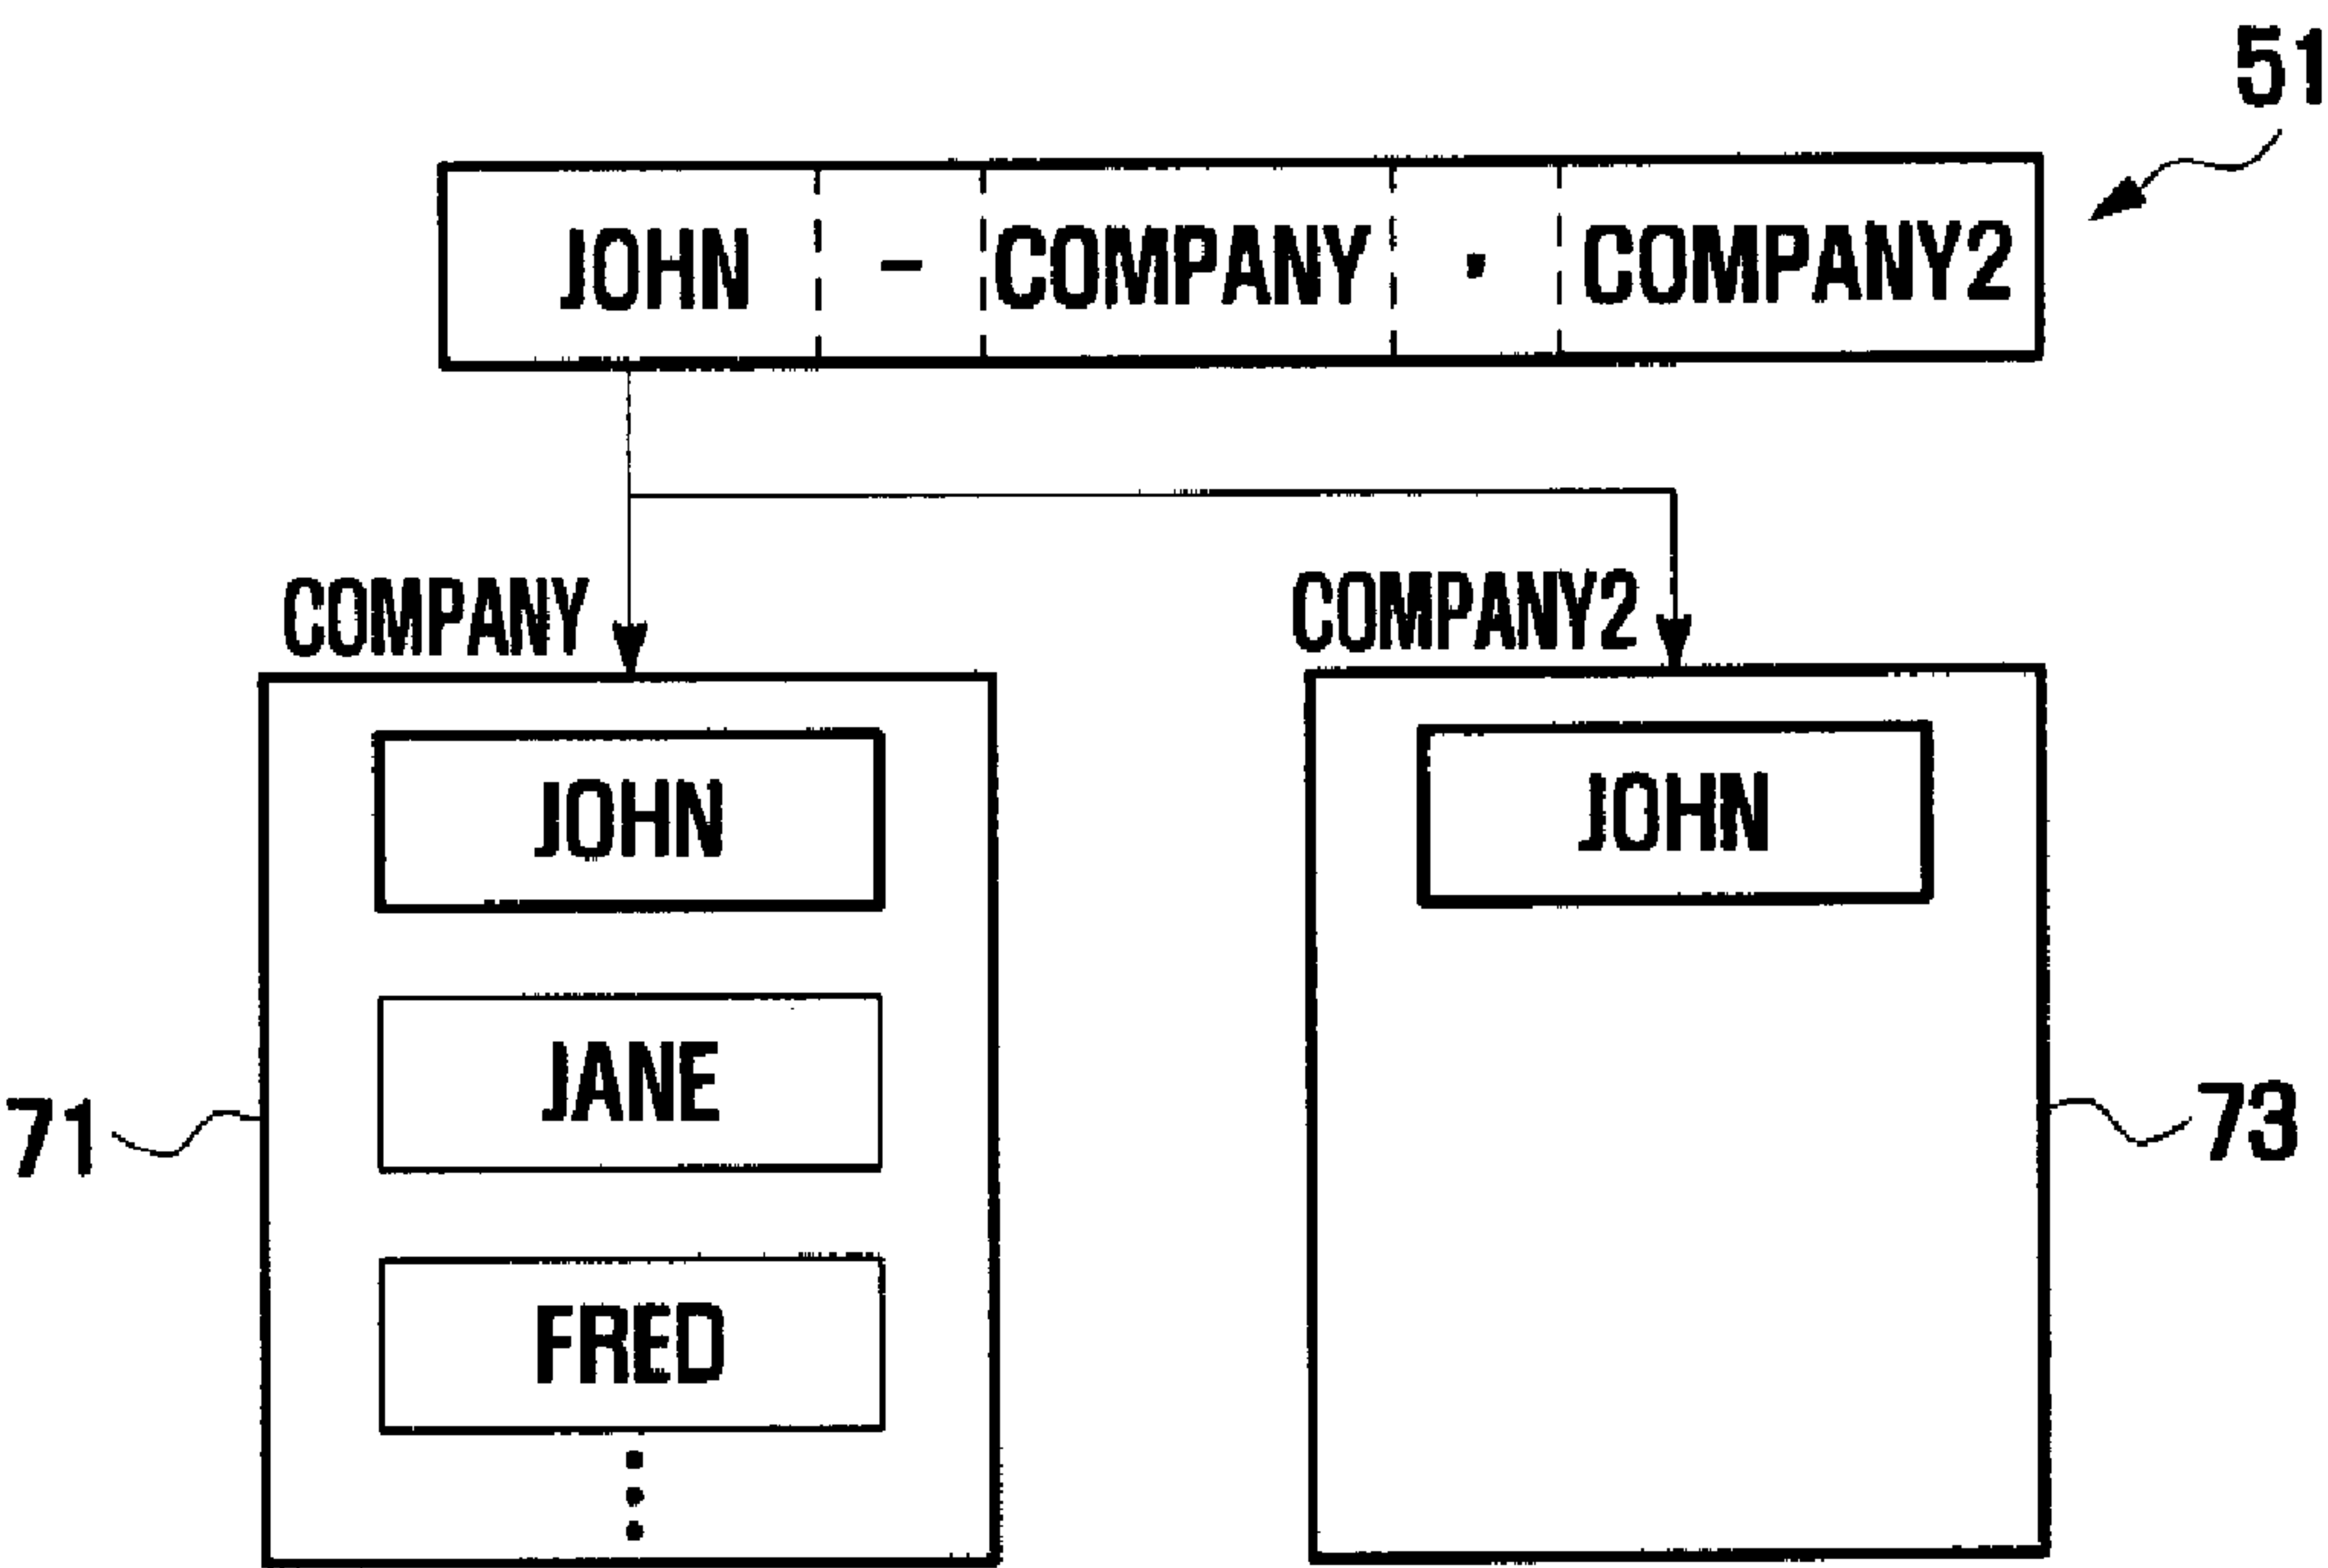 51
JOHN - COMPANY , COMPANY2
COMPANY COMPANY2
JOHN JOHN
JANE
71 73
FRED